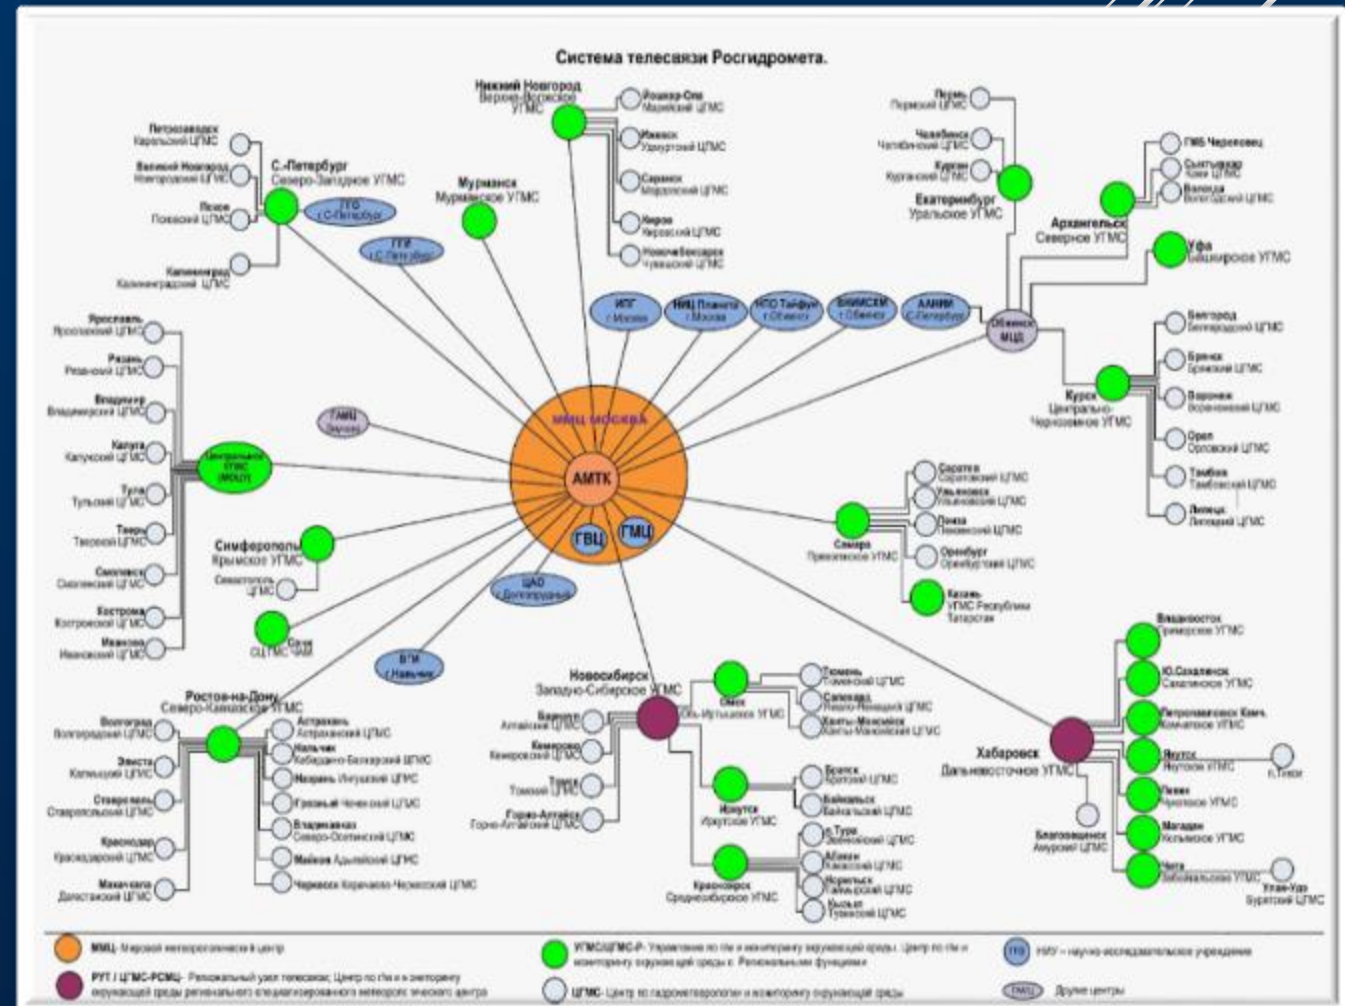 Система телесвязи Росгидромета.
Нижний Новгород
Верхне-Волжское
УГМС
Йошкар-Ола
Марийский ЦГМС
Ижевск
Удмуртский ЦГМС
Саранск
Мордовский ЦГМС
Киров
Кировский ЦГМС
Новочебоксарск
Чувашский ЦГМС
Пермь
Пермский ЦГМС
Челябинск
Челябинский ЦГМС
Курган
Курганский ЦГМС
Екатеринбург
Уральское УГМС
ГМБ Череповец
Сыктывкар
Коми ЦГМС
Вологда
Вологодский ЦГМС
Архангельск
Северное УГМС
Уфа
Башкирское УГМС
Петрозаводск
Карельский ЦГМС
Великий Новгород
Новгородский ЦГМС
Псков
Псковский ЦГМС
Калининград
Калининградский ЦГМС
С.-Петербург
Северо-Западное УГМС
ГГО
г.С-Петербург
ГГИ
г.С-Петербург
Мурманск
Мурманское УГМС
ИПГ
г.Москва
НИЦ Планета
г.Москва
НПО Тайфун
г.Обнинск
ВНИИСХМ
г.Обнинск
ААНИИ
С-Петербург
Обнинск
МЦД
Белгород
Белгородский ЦГМС
Брянск
Брянский ЦГМС
Воронеж
Воронежский ЦГМС
Орел
Орловский ЦГМС
Тамбов
Тамбовский ЦГМС
Липецк
Липецкий ЦГМС
Курск
Центрально-
Черноземное УГМС
Ярославль
Ярославский ЦГМС
Рязань
Рязанский ЦГМС
Владимир
Владимирский ЦГМС
Калуга
Калужский ЦГМС
Тула
Тульский ЦГМС
Тверь
Тверской ЦГМС
Смоленск
Смоленский ЦГМС
Кострома
Костромской ЦГМС
Иваново
Ивановский ЦГМС
Центральное
УГМС
ГАМЦ
ММЦ МОСКВА
АМТК
ГВЦ
ГМЦ
Симферополь
Крымское УГМС
Севастополь
ЦГМС
Сочи
СЦГМС ЧАМ
ЦАО
г.Долгопрудный
ВГИ
г.Нальчик
Саратов
Саратовский ЦГМС
Ульяновск
Ульяновский ЦГМС
Пенза
Пензенский ЦГМС
Оренбург
Оренбургский ЦГМС
Самара
Приволжское УГМС
Казань
УГМС Республики
Татарстан
Ростов-на-Дону
Северо-Кавказское УГМС
Волгоград
Волгоградский ЦГМС
Элиста
Калмыцкий ЦГМС
Ставрополь
Ставропольский ЦГМС
Краснодар
Краснодарский ЦГМС
Махачкала
Дагестанский ЦГМС
Астрахань
Астраханский ЦГМС
Нальчик
Кабардино-Балкарский ЦГМС
Назрань Ингушский ЦГМС
Грозный Чеченский ЦГМС
Владикавказ
Северо-Осетинский ЦГМС
Майкоп Адыгейский ЦГМС
Черкесск Карачаево-Черкесский ЦГМС
Новосибирск
Западно-Сибирское УГМС
Барнаул
Алтайский ЦГМС
Кемерово
Кемеровский ЦГМС
Томск
Томский ЦГМС
Горно-Алтайск
Горно-Алтайский ЦГМС
Омск
Обь-Иртышское УГМС
Тюмень
Тюменский ЦГМС
Салехард
Ямало-Ненецкий ЦГМС
Ханты-Мансийск
Ханты-Мансийский ЦГМС
Иркутск
Иркутское УГМС
Братск
Братский ЦГМС
Байкальск
Байкальский ЦГМС
Красноярск
Среднесибирское УГМС
п.Тура
Эвенкийский ЦГМС
Абакан
Хакасский ЦГМС
Норильск
Таймырский ЦГМС
Кызыл
Тувинский ЦГМС
Хабаровск
Дальневосточное УГМС
Благовещенск
Амурский ЦГМС
Владивосток
Приморское УГМС
Ю.Сахалинск
Сахалинское УГМС
Петропавловск Камч.
Камчатское УГМС
Якутск
Якутское УГМС
п.Тикси
Певек
Чукотское УГМС
Магадан
Колымское УГМС
Чита
Забайкальское УГМС
Улан-Удэ
Бурятский ЦГМС
ММЦ- Мировой метеорологический центр
РУТ / ЦГМС-РСМЦ- Региональный узел телесвязи; Центр по г/м и мониторингу
окружающей среды регионального специализированного метеорологического центра
УГМС/ЦГМС-Р- Управление по г/м и мониторингу окружающей среды. Центр по г/м и
мониторингу окружающей среды с Региональными функциями
ЦГМС- Центр по гидрометеорологии и мониторингу окружающей среды
ГГО
НИУ – научно-исследовательское учреждение
ГАМЦ
Другие центры